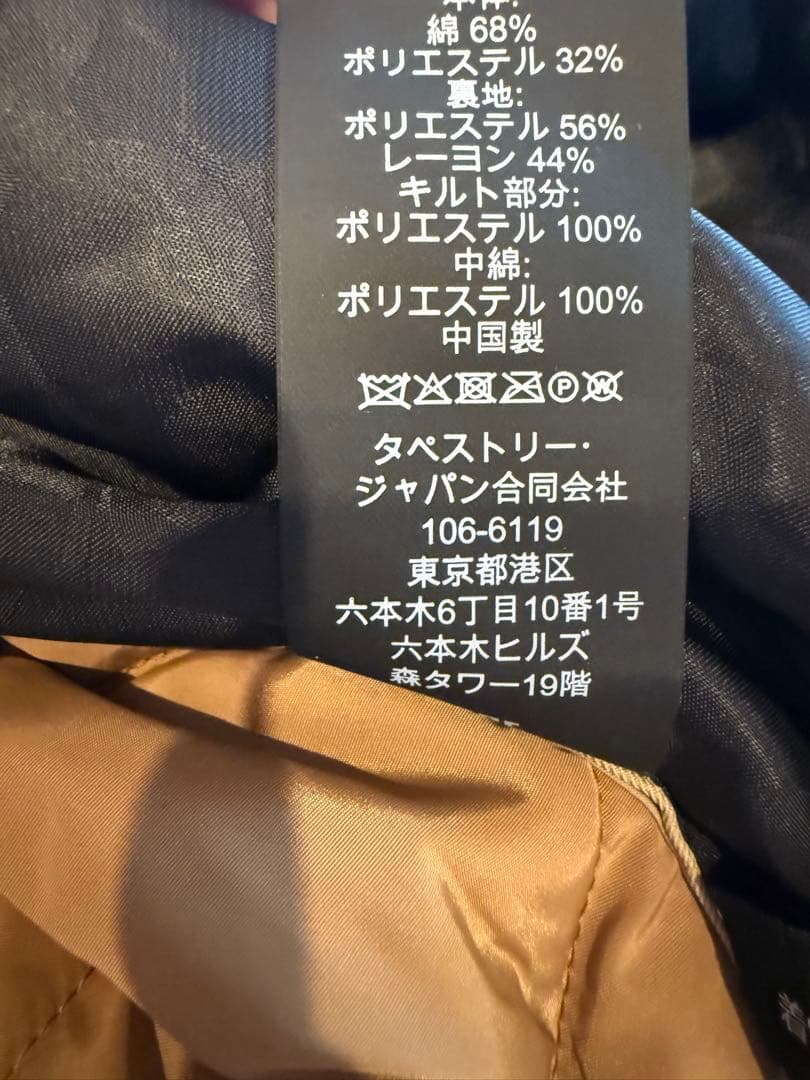 本体:
綿 68%
ポリエステル 32%
裏地:
ポリエステル 56%
レーヨン 44%
キルト部分:
ポリエステル 100%
中綿:
ポリエステル 100%
中国製
P W
タペストリー・
ジャパン合同会社
106-6119
東京都港区
六本木6丁目10番1号
六本木ヒルズ
森タワー19階